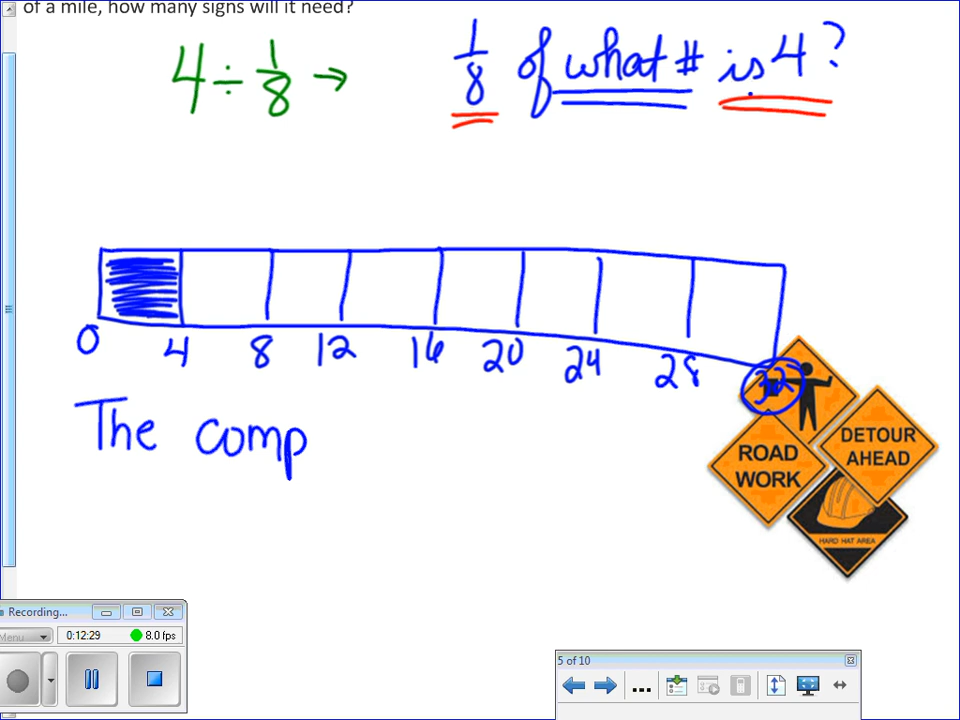 of a mile, how many signs will it need?
4 ÷ 1/8 → 1/8 of what # is 4?
0 4 8 12 16 20 24 28 32
The comp
ROAD WORK
DETOUR AHEAD
HARD HAT AREA
Recording...
Menu
0:12:29 8.0 fps
5 of 10